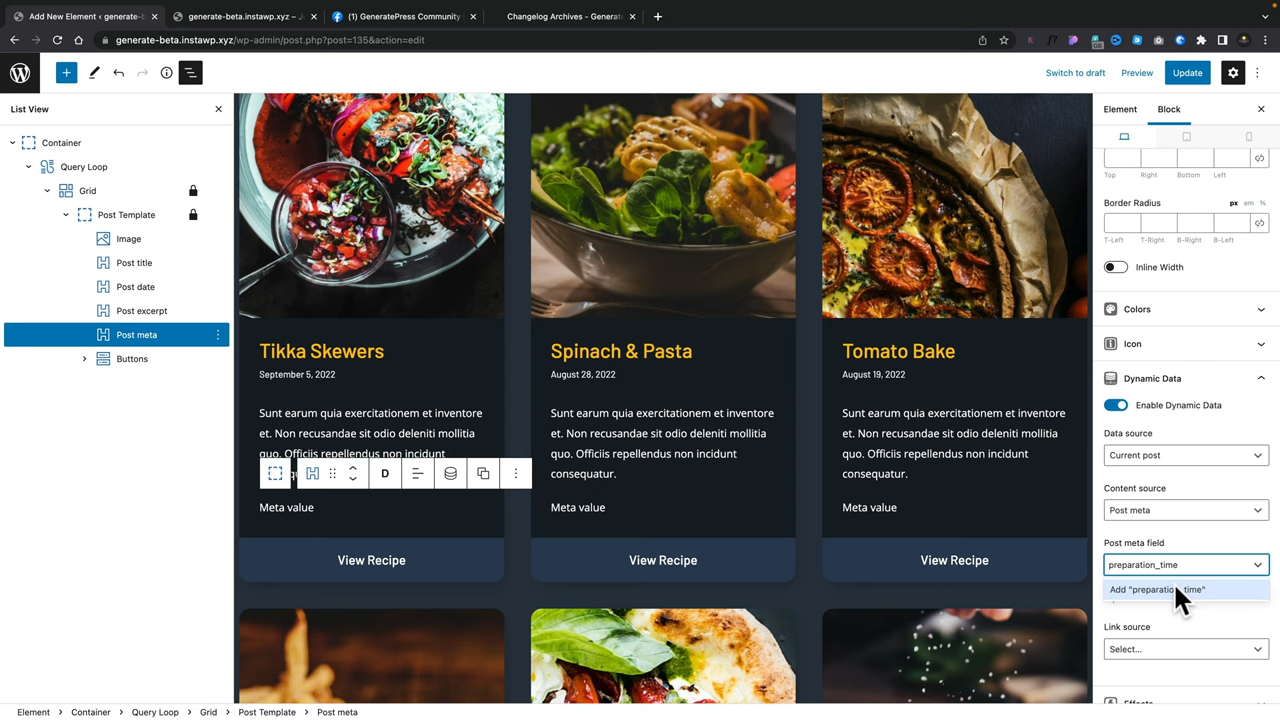 Add New Element ‹ generate-b
generate-beta.instawp.xyz –
(1) GeneratePress Community
Changelog Archives - Generate
generate-beta.instawp.xyz/wp-admin/post.php?post=135&action=edit
Switch to draft
Preview
Update
List View
Element
Block
Container
Query Loop
Grid
Post Template
Image
Post title
Post date
Post excerpt
Post meta
Buttons
Tikka Skewers
September 5, 2022
Sunt earum quia exercitationem et inventore
et. Non recusandae sit odio deleniti mollitia
quo. Officiis repellendus non incidunt
D
Meta value
View Recipe
Spinach & Pasta
August 28, 2022
Sunt earum quia exercitationem et inventore
et. Non recusandae sit odio deleniti mollitia
quo. Officiis repellendus non incidunt
consequatur.
Meta value
View Recipe
Tomato Bake
August 19, 2022
Sunt earum quia exercitationem et inventore
et. Non recusandae sit odio deleniti mollitia
quo. Officiis repellendus non incidunt
consequatur.
Meta value
View Recipe
Top Right Bottom Left
Border Radius px em %
T-Left T-Right B-Right B-Left
Inline Width
Colors
Icon
Dynamic Data
Enable Dynamic Data
Data source
Current post
Content source
Post meta
Post meta field
preparation_time
Add "preparation_time"
Link source
Select...
Element > Container > Query Loop > Grid > Post Template > Post meta